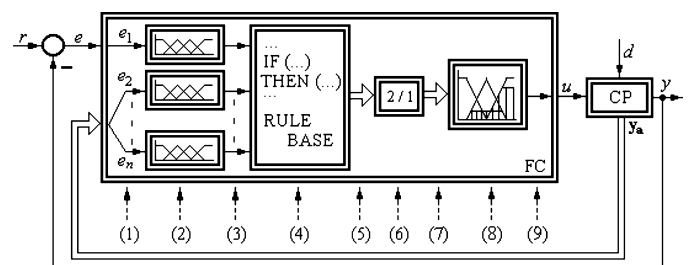 r
e
e1
e2
en
...
IF (...)
THEN (...)
...
RULE
BASE
2 / 1
u
d
CP
y
ya
FC
(1) (2) (3) (4) (5) (6) (7) (8) (9)